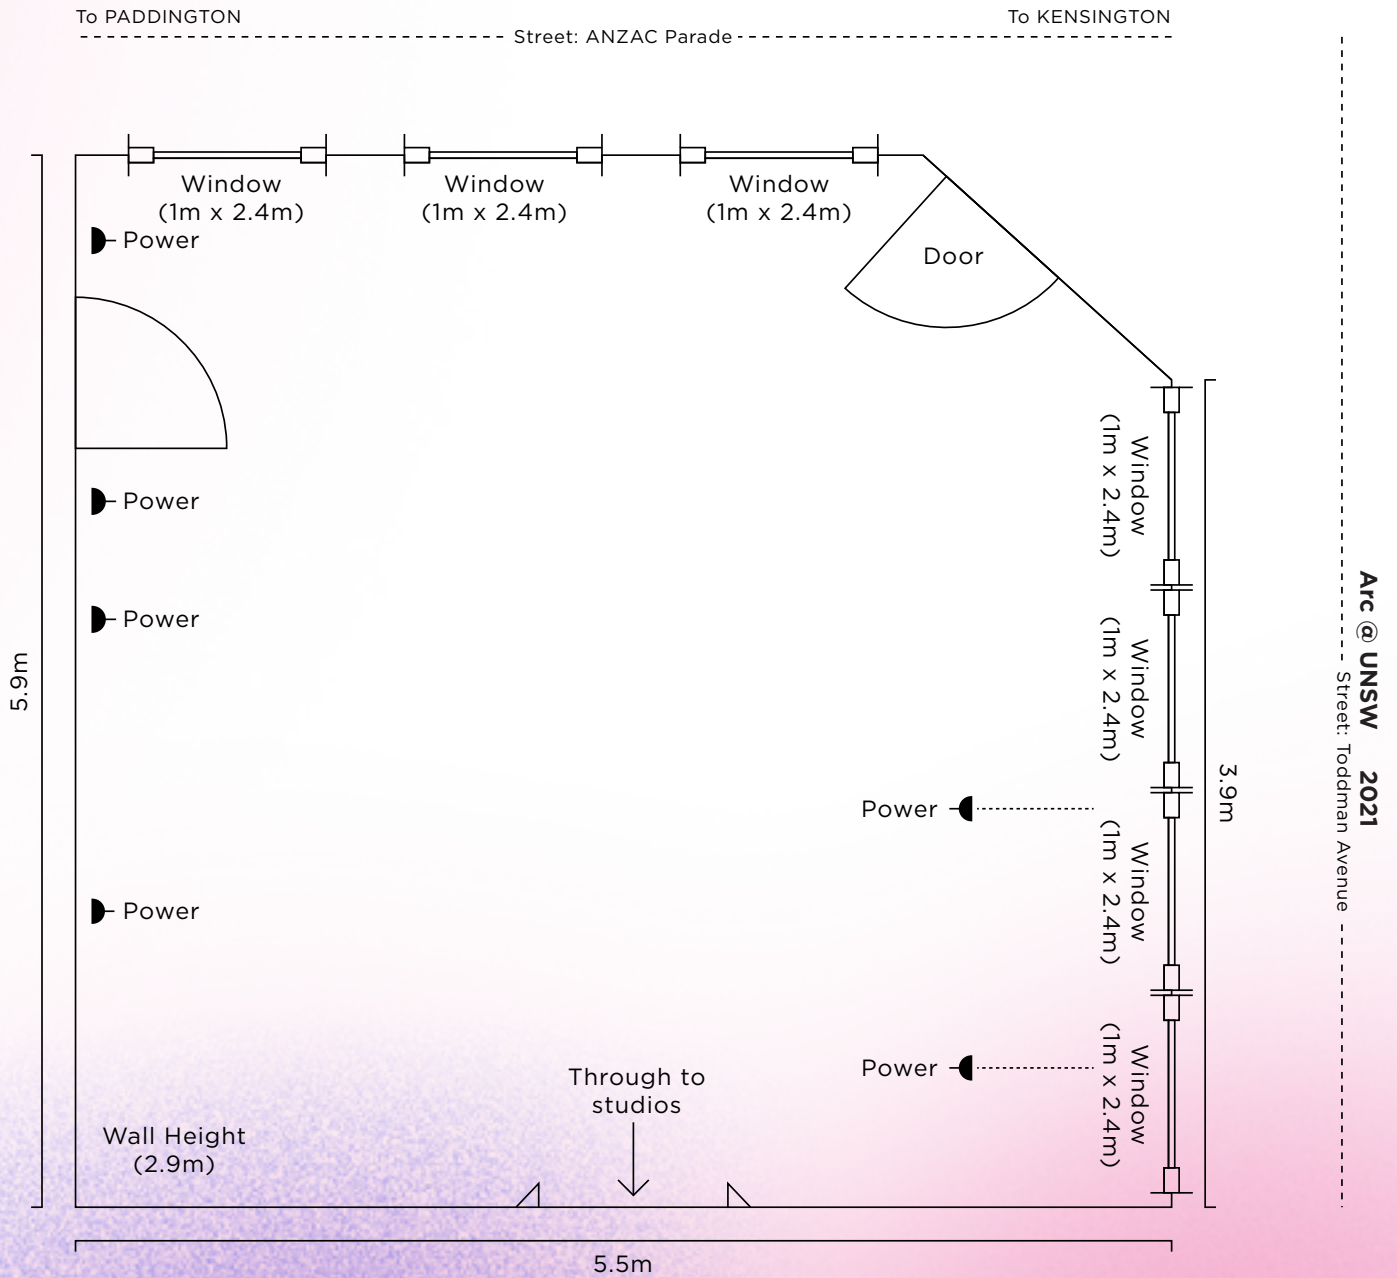 To PADDINGTON
To KENSINGTON
Street: ANZAC Parade
Window
(1m x 2.4m)
Window
(1m x 2.4m)
Window
(1m x 2.4m)
Power
Door
Power
Power
Power
5.9m
Window
(1m x 2.4m)
Window
(1m x 2.4m)
Window
(1m x 2.4m)
Window
(1m x 2.4m)
Power
Power
3.9m
Street: Toddman Avenue
Arc @ UNSW 2021
Through to
studios
Wall Height
(2.9m)
5.5m